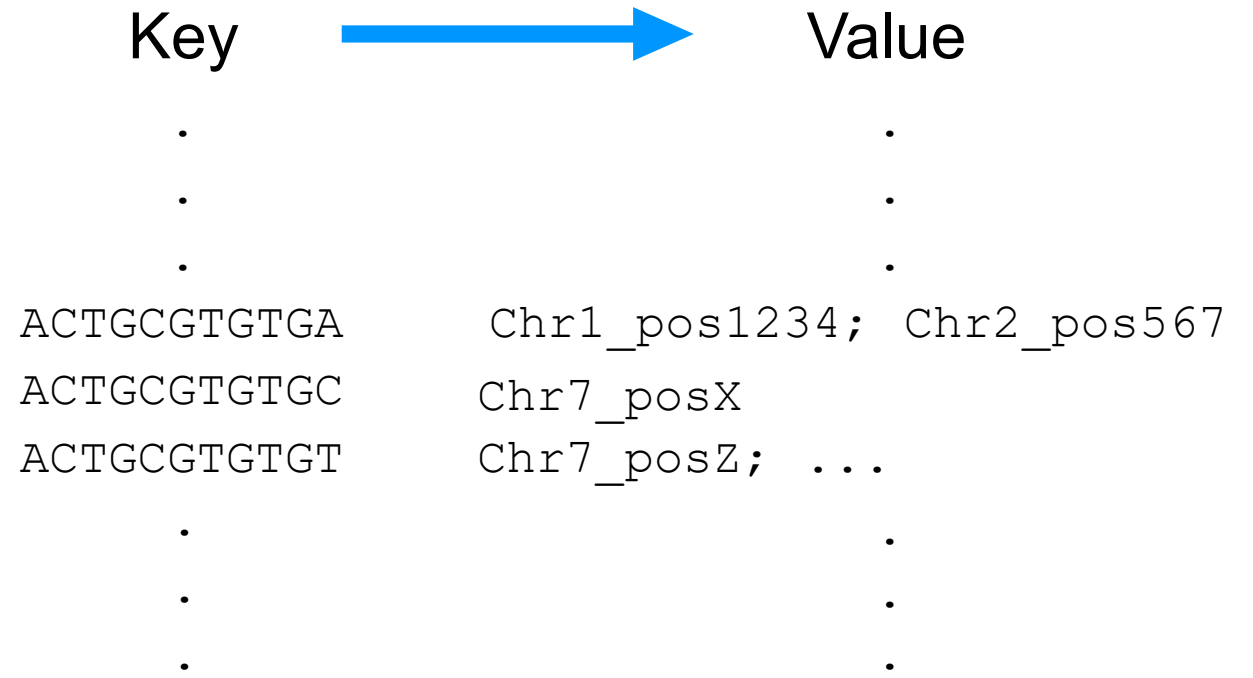 Key Value
. .
. .
. .
ACTGCGTGTGA Chr1_pos1234; Chr2_pos567
ACTGCGTGTGC Chr7_posX
ACTGCGTGTGT Chr7_posZ; ...
. .
. .
. .